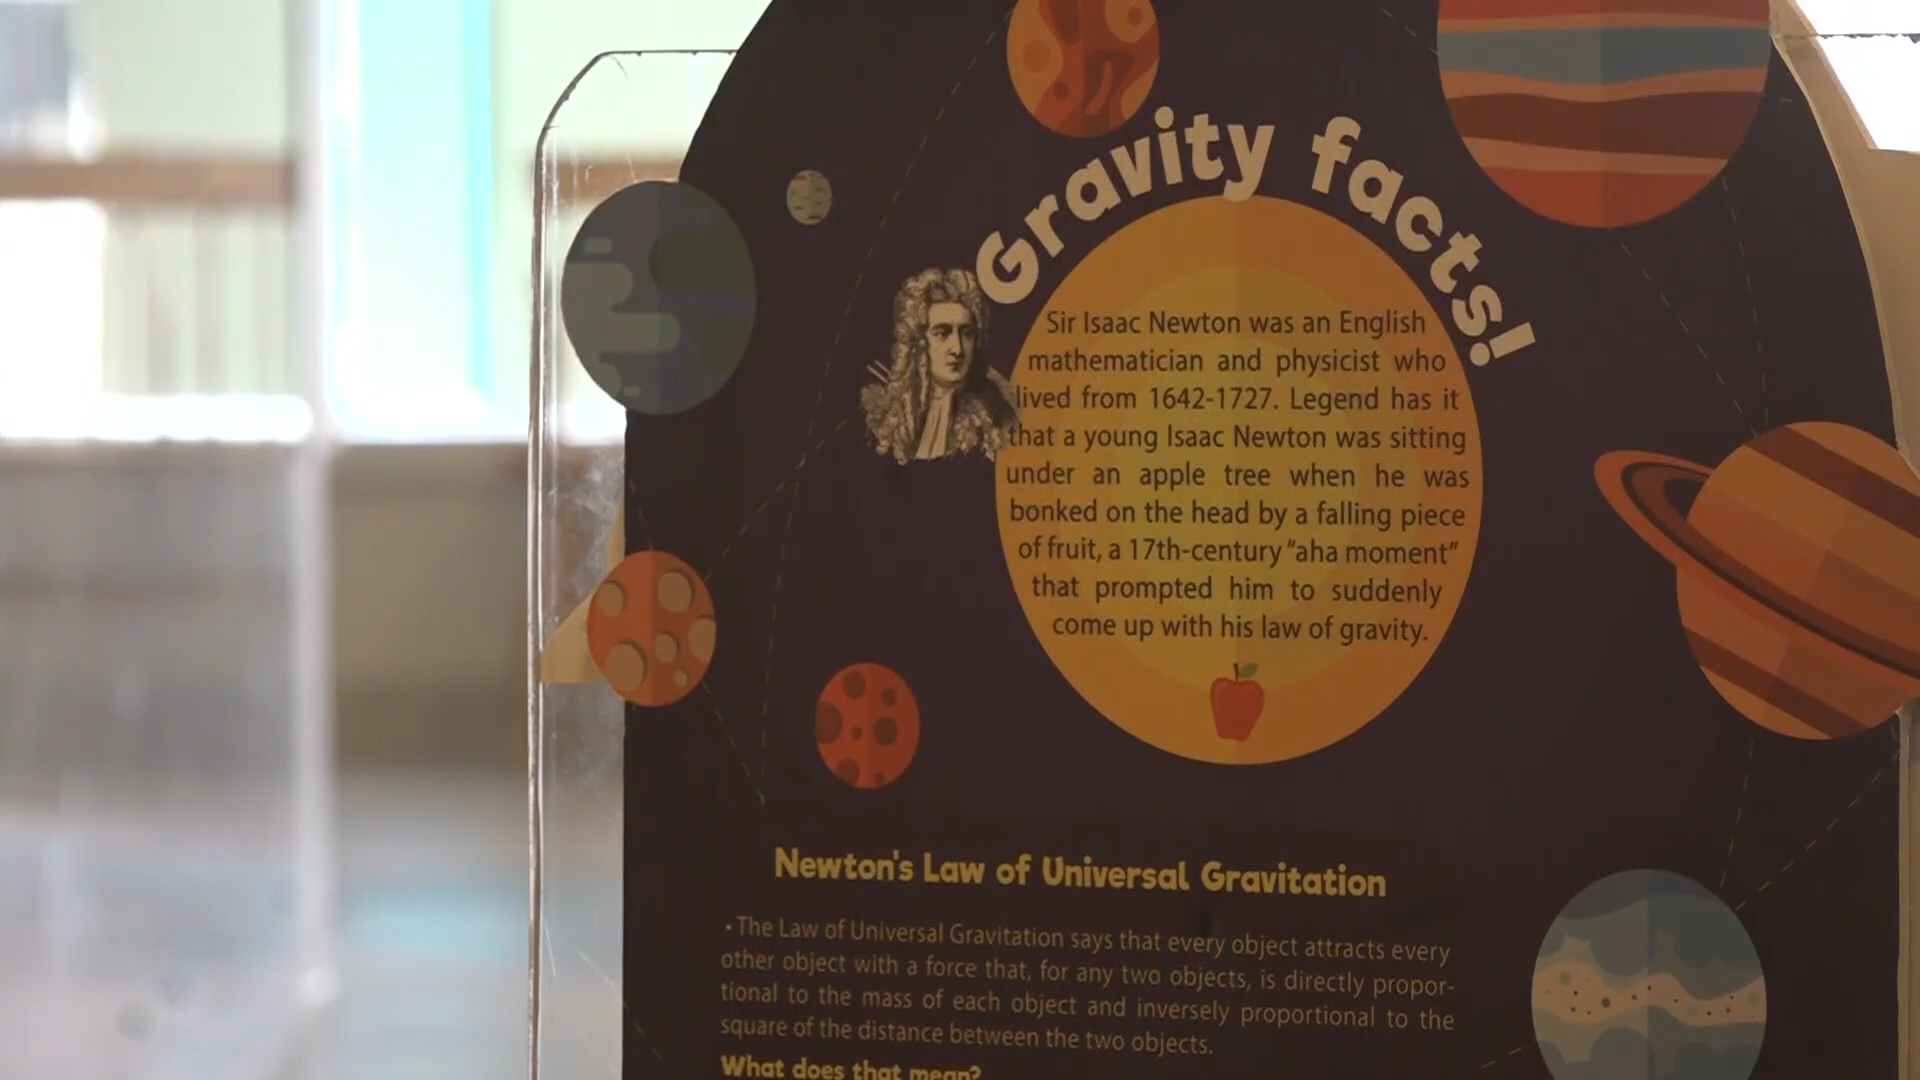 Gravity facts!
Sir Isaac Newton was an English
mathematician and physicist who
lived from 1642-1727. Legend has it
that a young Isaac Newton was sitting
under an apple tree when he was
bonked on the head by a falling piece
of fruit, a 17th-century "aha moment"
that prompted him to suddenly
come up with his law of gravity.
Newton's Law of Universal Gravitation
• The Law of Universal Gravitation says that every object attracts every
other object with a force that, for any two objects, is directly propor-
tional to the mass of each object and inversely proportional to the
square of the distance between the two objects.
What does that mean?